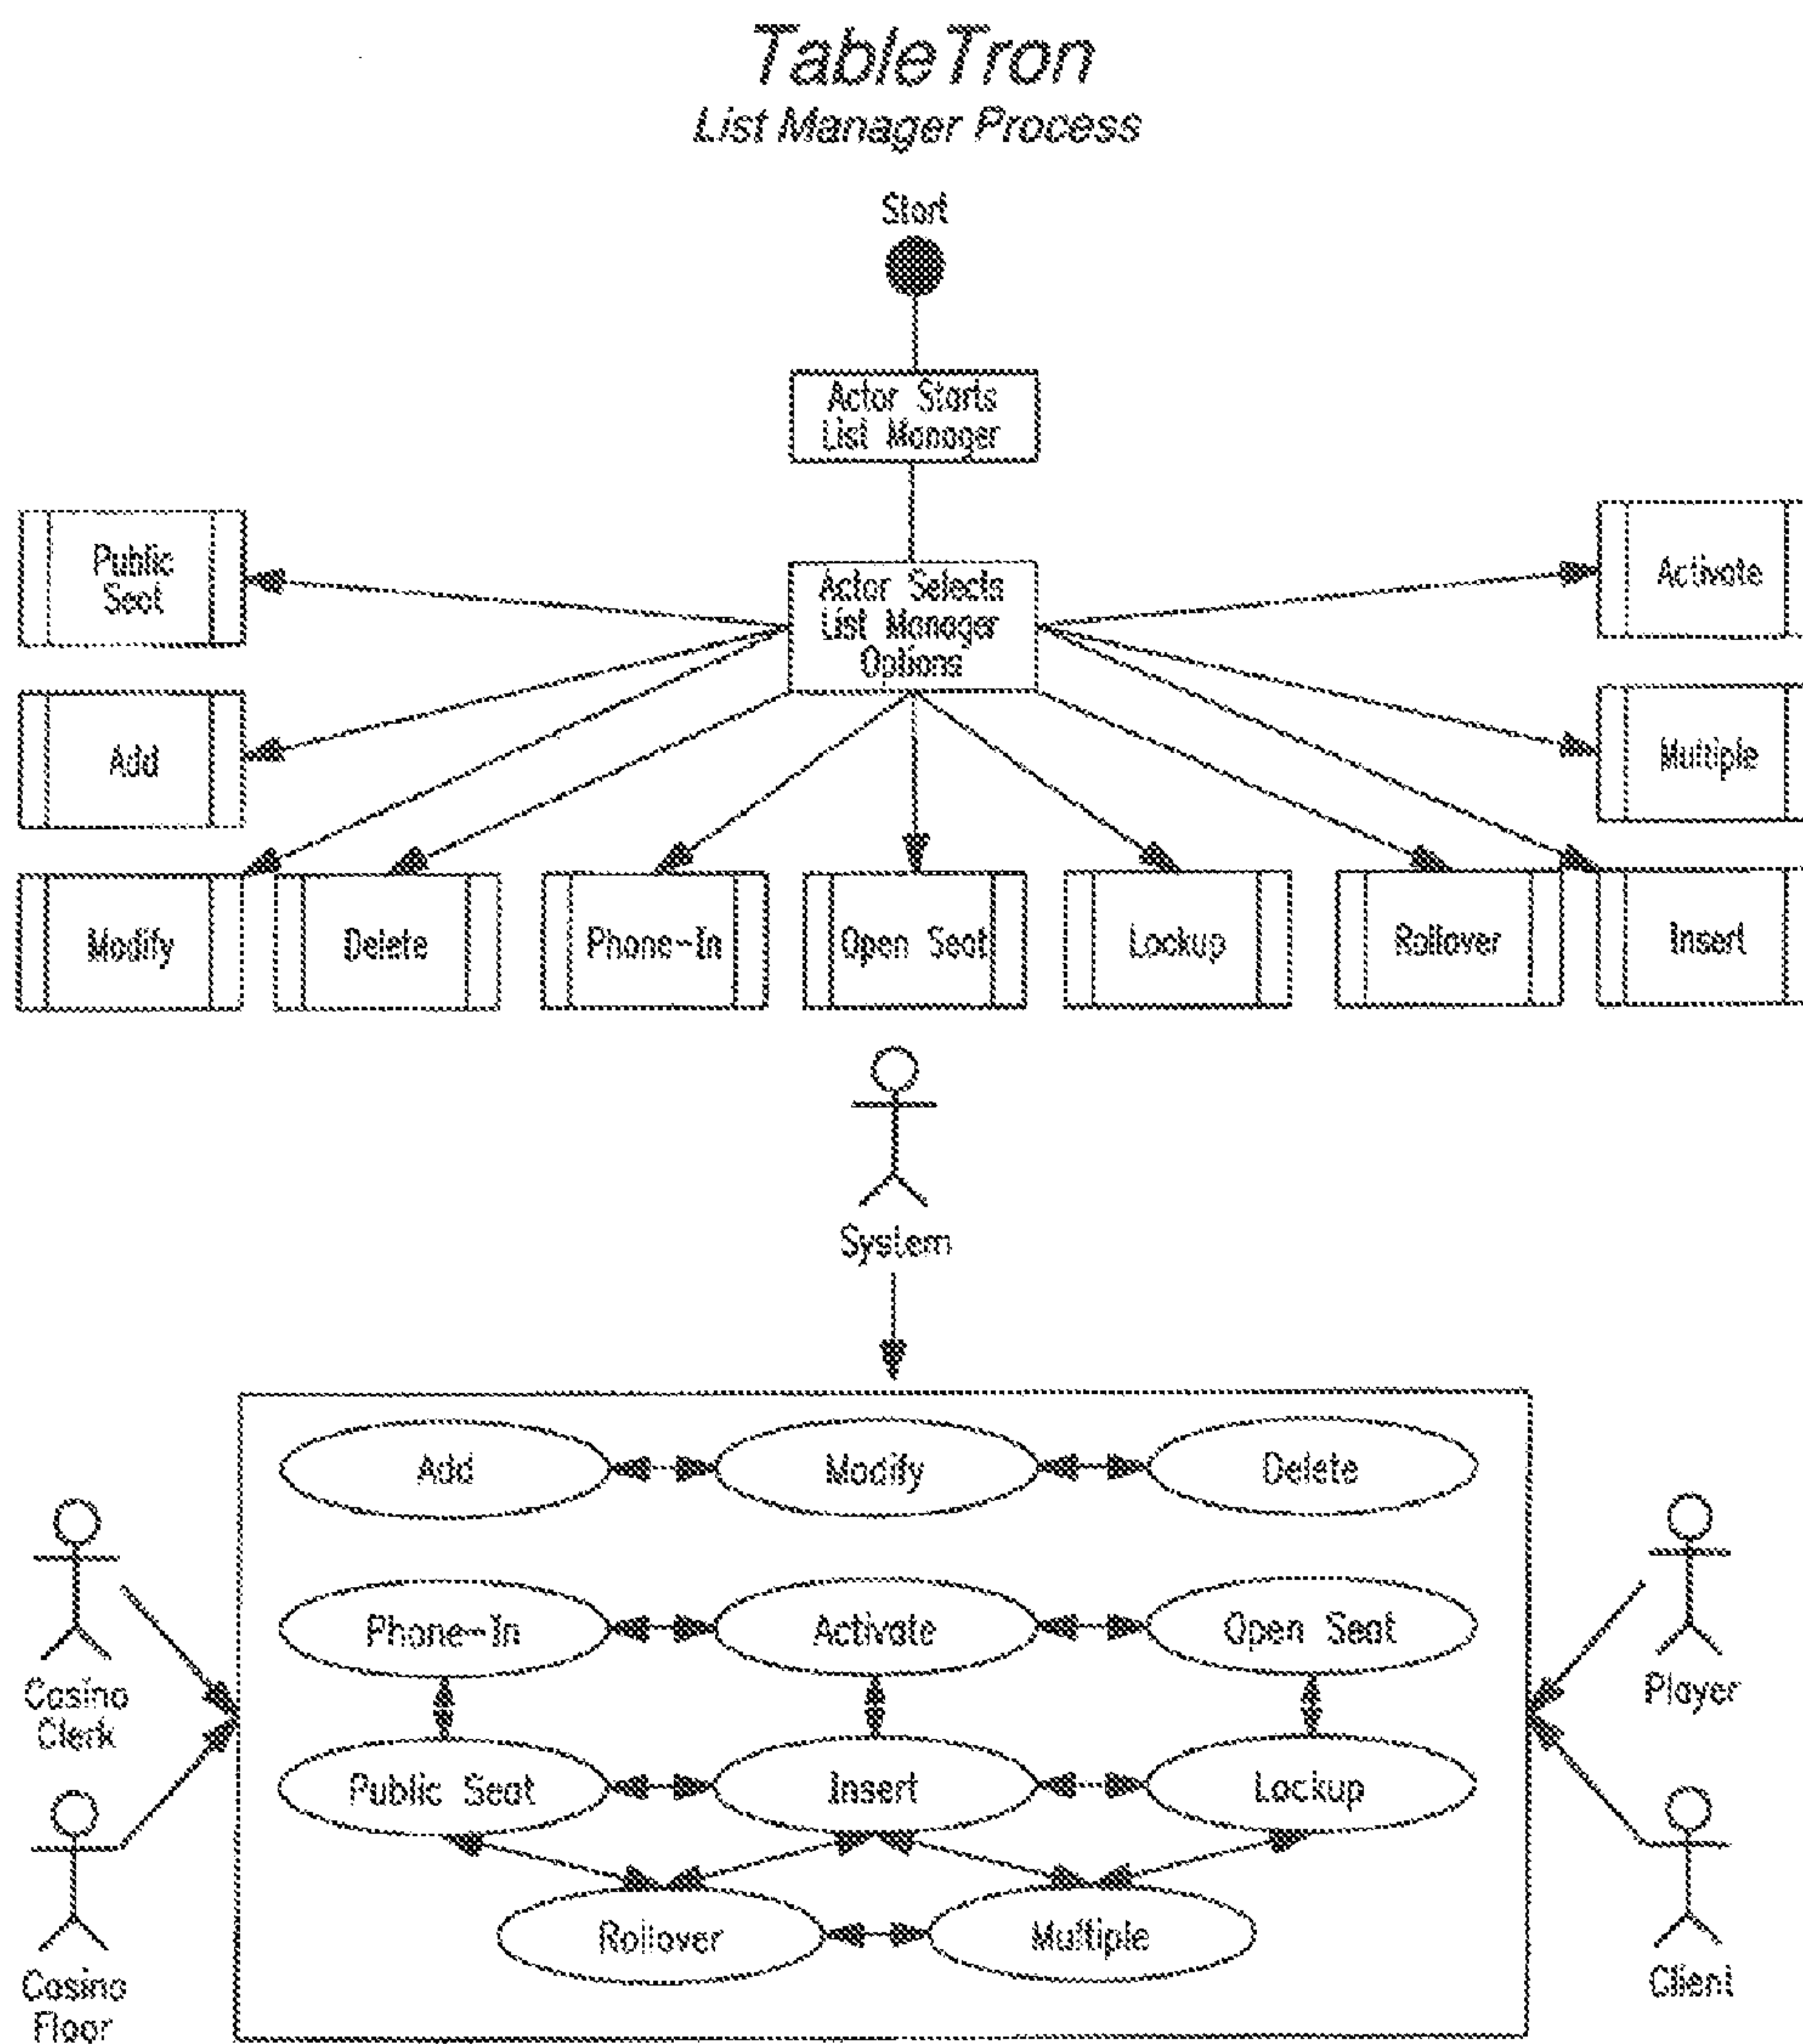 TableTron
List Manager Process
Start
Actor Starts
List Manager
Public
Seat
Actor Selects
List Manager
Options
Activate
Add
Multiple
Modify
Delete
Phone-In
Open Seat
Lockup
Rollover
Insert
System
Add
Modify
Delete
Phone-In
Activate
Open Seat
Casino
Clerk
Player
Public Seat
Insert
Lockup
Rollover
Multiple
Casino
Floor
Client